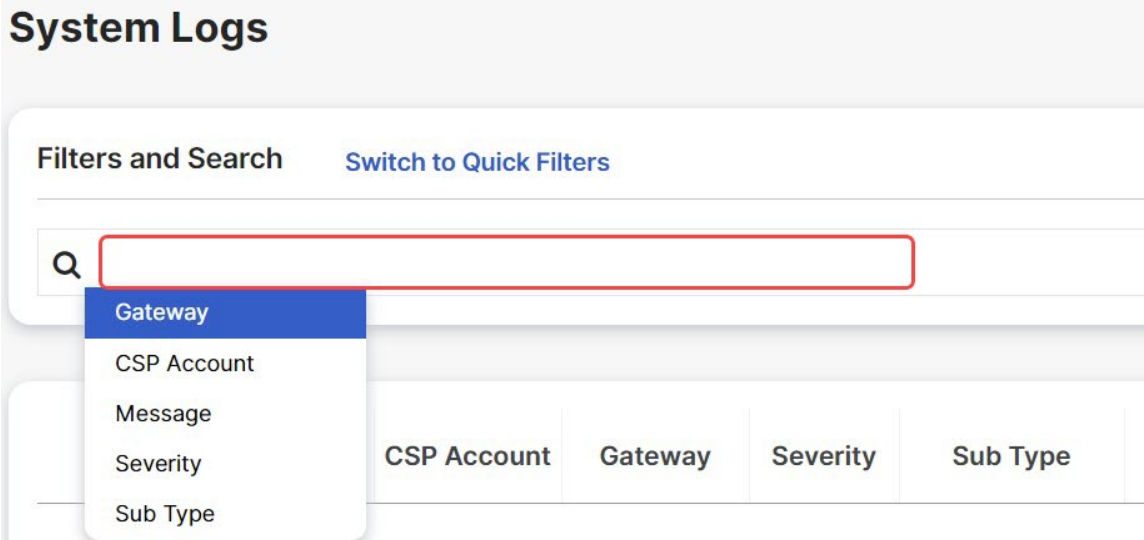 System Logs
Filters and Search Switch to Quick Filters
Gateway
CSP Account
Message
Severity
Sub Type
CSP Account Gateway Severity Sub Type